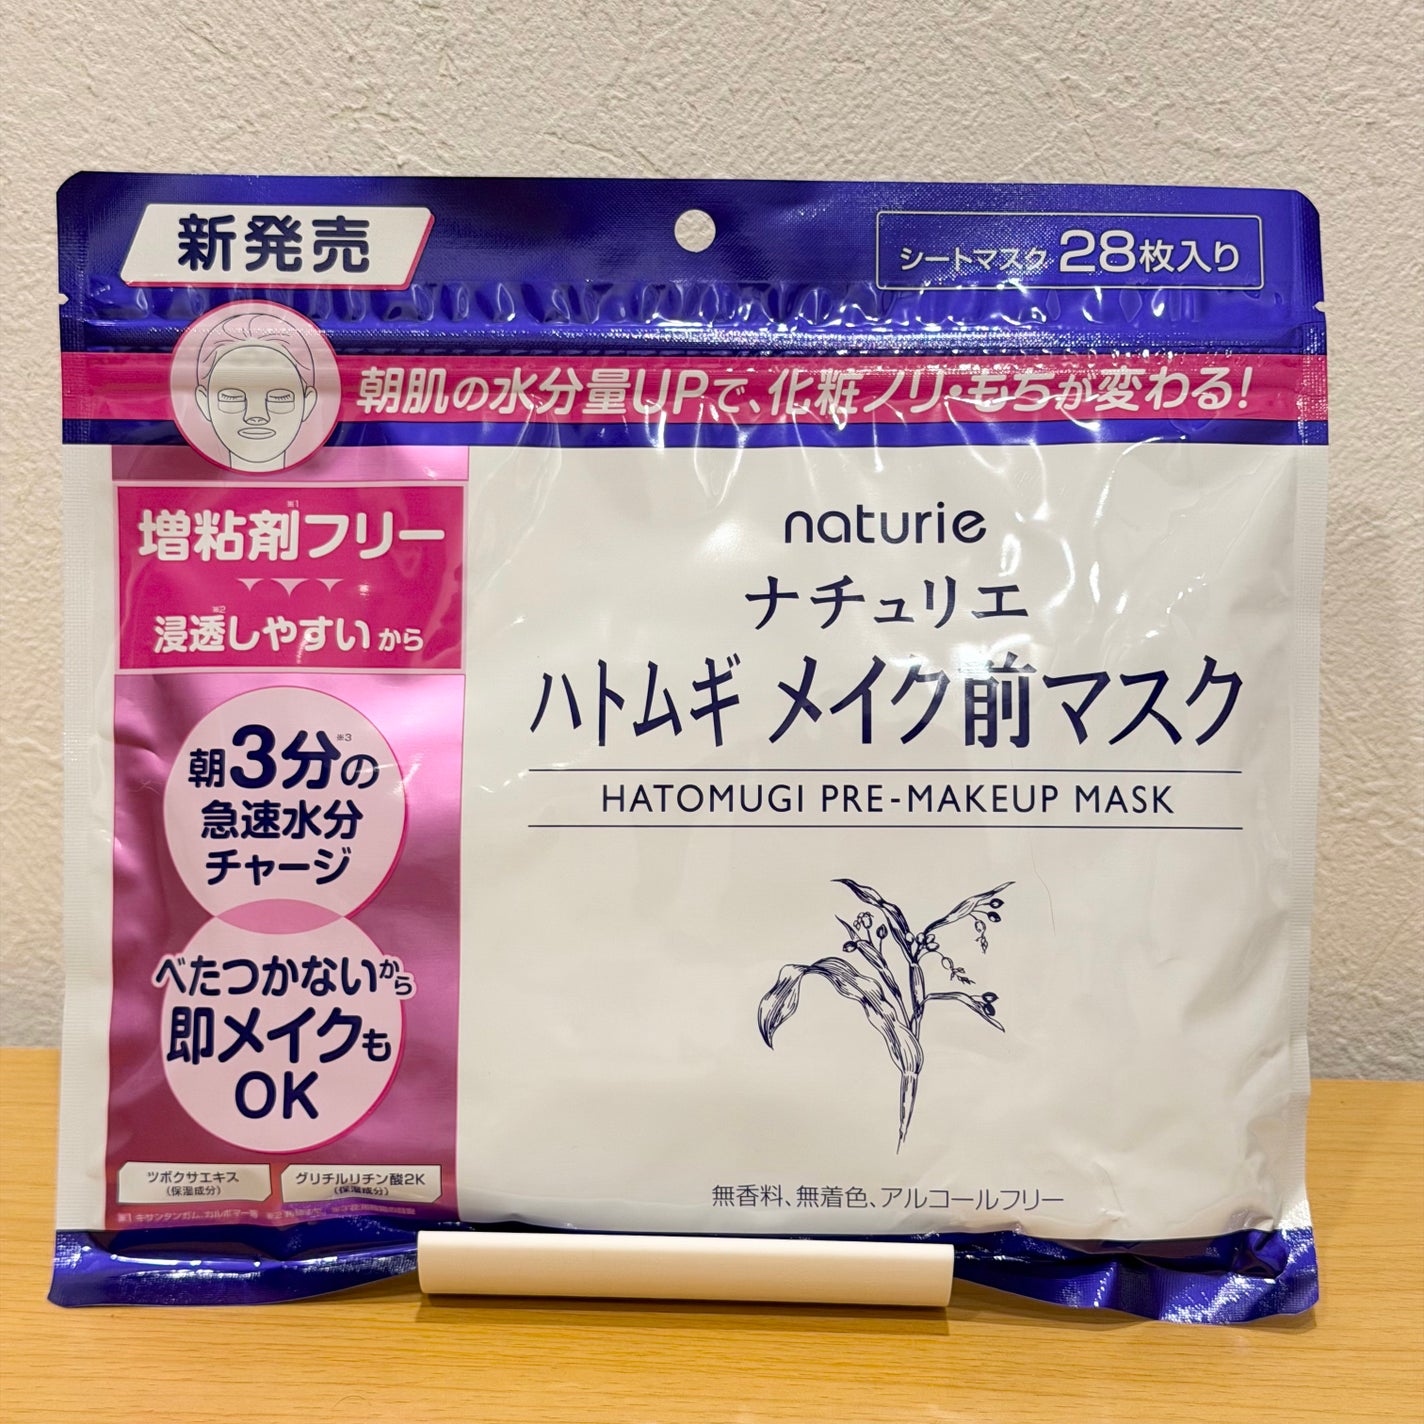 新発売
シートマスク 28枚入り
朝肌の水分量UPで、化粧ノリ・もちが変わる!
増粘剤※1フリー
浸透※2しやすいから
朝3分※3の
急速水分
チャージ
べたつかないから
即メイクも
OK
ツボクサエキス
(保湿成分)
グリチルリチン酸2K
(保湿成分)
naturie
ナチュリエ
ハトムギ メイク前マスク
HATOMUGI PRE-MAKEUP MASK
無香料、無着色、アルコールフリー